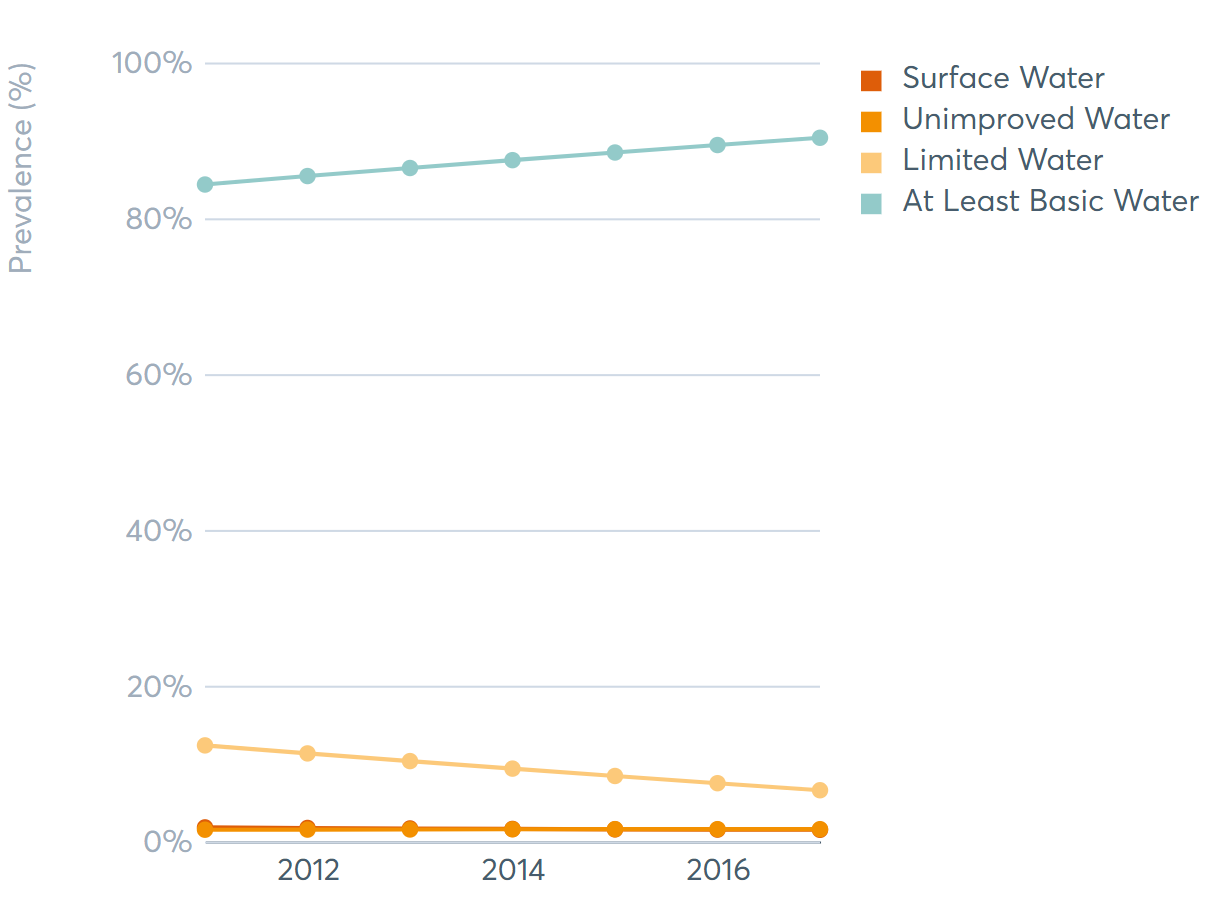 Prevalence (%)
100%
80%
60%
40%
20%
0%
2012
2014
2016
Surface Water
Unimproved Water
Limited Water
At Least Basic Water